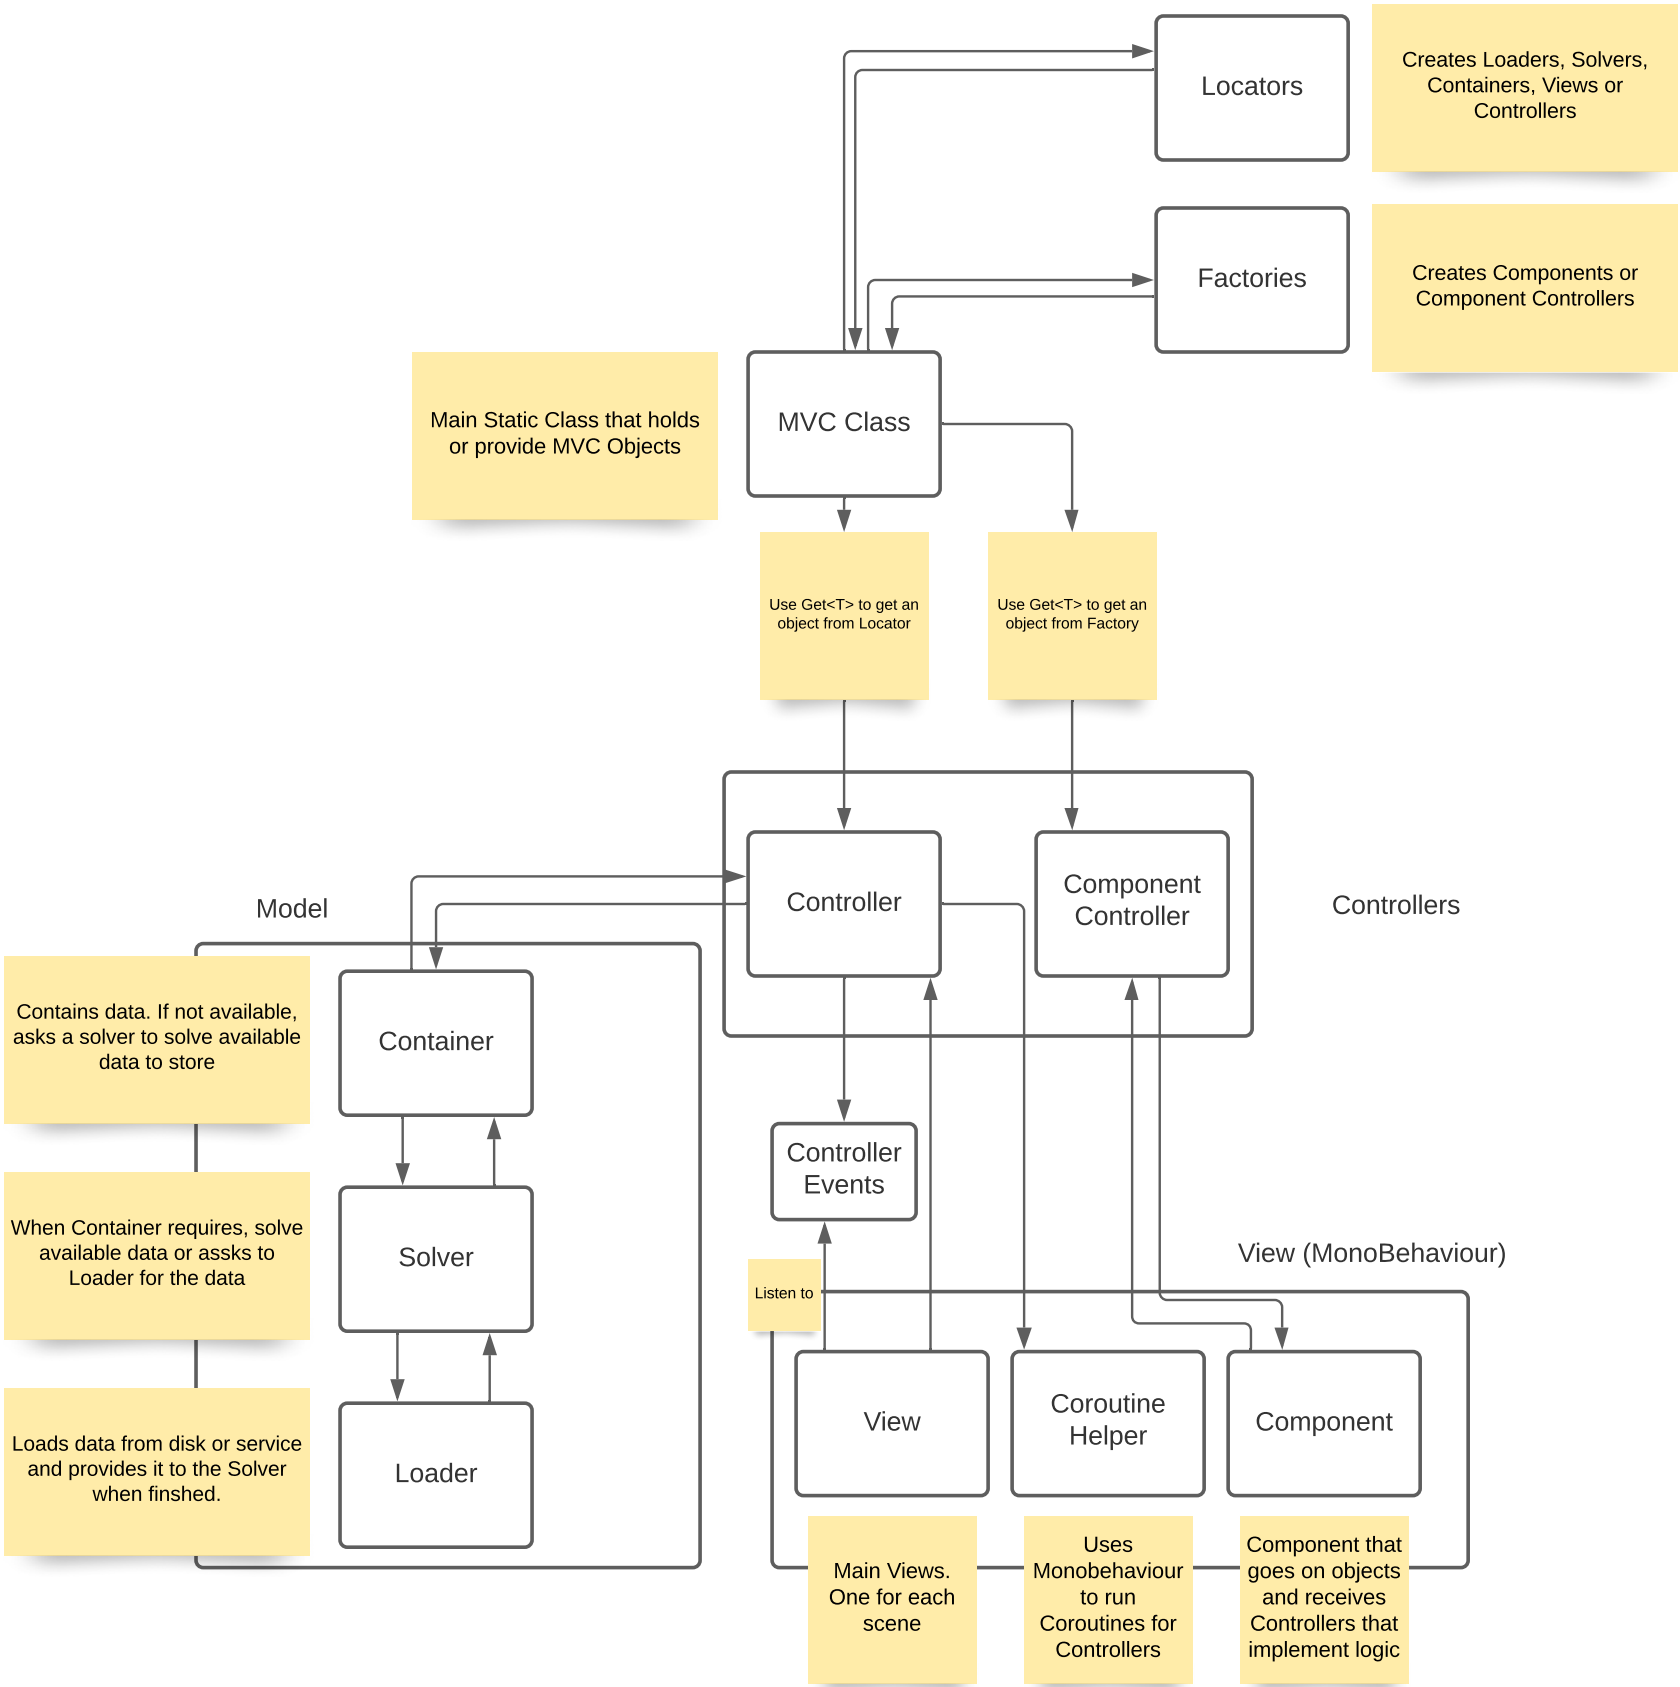 Locators
Creates Loaders, Solvers,
Containers, Views or
Controllers
Factories
Creates Components or
Component Controllers
Main Static Class that holds
or provide MVC Objects
MVC Class
Use Get<T> to get an
object from Locator
Use Get<T> to get an
object from Factory
Controller
Component
Controller
Controllers
Model
Contains data. If not available,
asks a solver to solve available
data to store
Container
Controller
Events
When Container requires, solve
available data or assks to
Loader for the data
Solver
View (MonoBehaviour)
Listen to
Loads data from disk or service
and provides it to the Solver
when finshed.
Loader
View
Coroutine
Helper
Component
Main Views.
One for each
scene
Uses
Monobehaviour
to run
Coroutines for
Controllers
Component that
goes on objects
and receives
Controllers that
implement logic